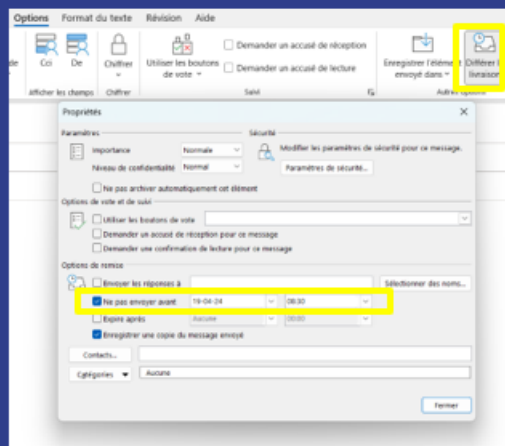 Options Format du texte Révision Aide
de Cci De Chiffrer Utiliser les boutons de vote Demander un accusé de réception
Demander un accusé de lecture
Enregistrer l'élément envoyé dans Différer la livraison
Afficher les champs Chiffrer Suivi Autres options
Propriétés
Paramètres Sécurité
Importance Normale Modifier les paramètres de sécurité pour ce message.
Niveau de confidentialité Normal Paramètres de sécurité...
Ne pas archiver automatiquement cet élément
Options de vote et de suivi
Utiliser les boutons de vote
Demander un accusé de réception pour ce message
Demander une confirmation de lecture pour ce message
Options de remise
Envoyer les réponses à Sélectionner des noms...
Ne pas envoyer avant 19-04-24 08:30
Expire après Aucune 00:00
Enregistrer une copie du message envoyé
Contacts...
Catégories Aucune
Fermer